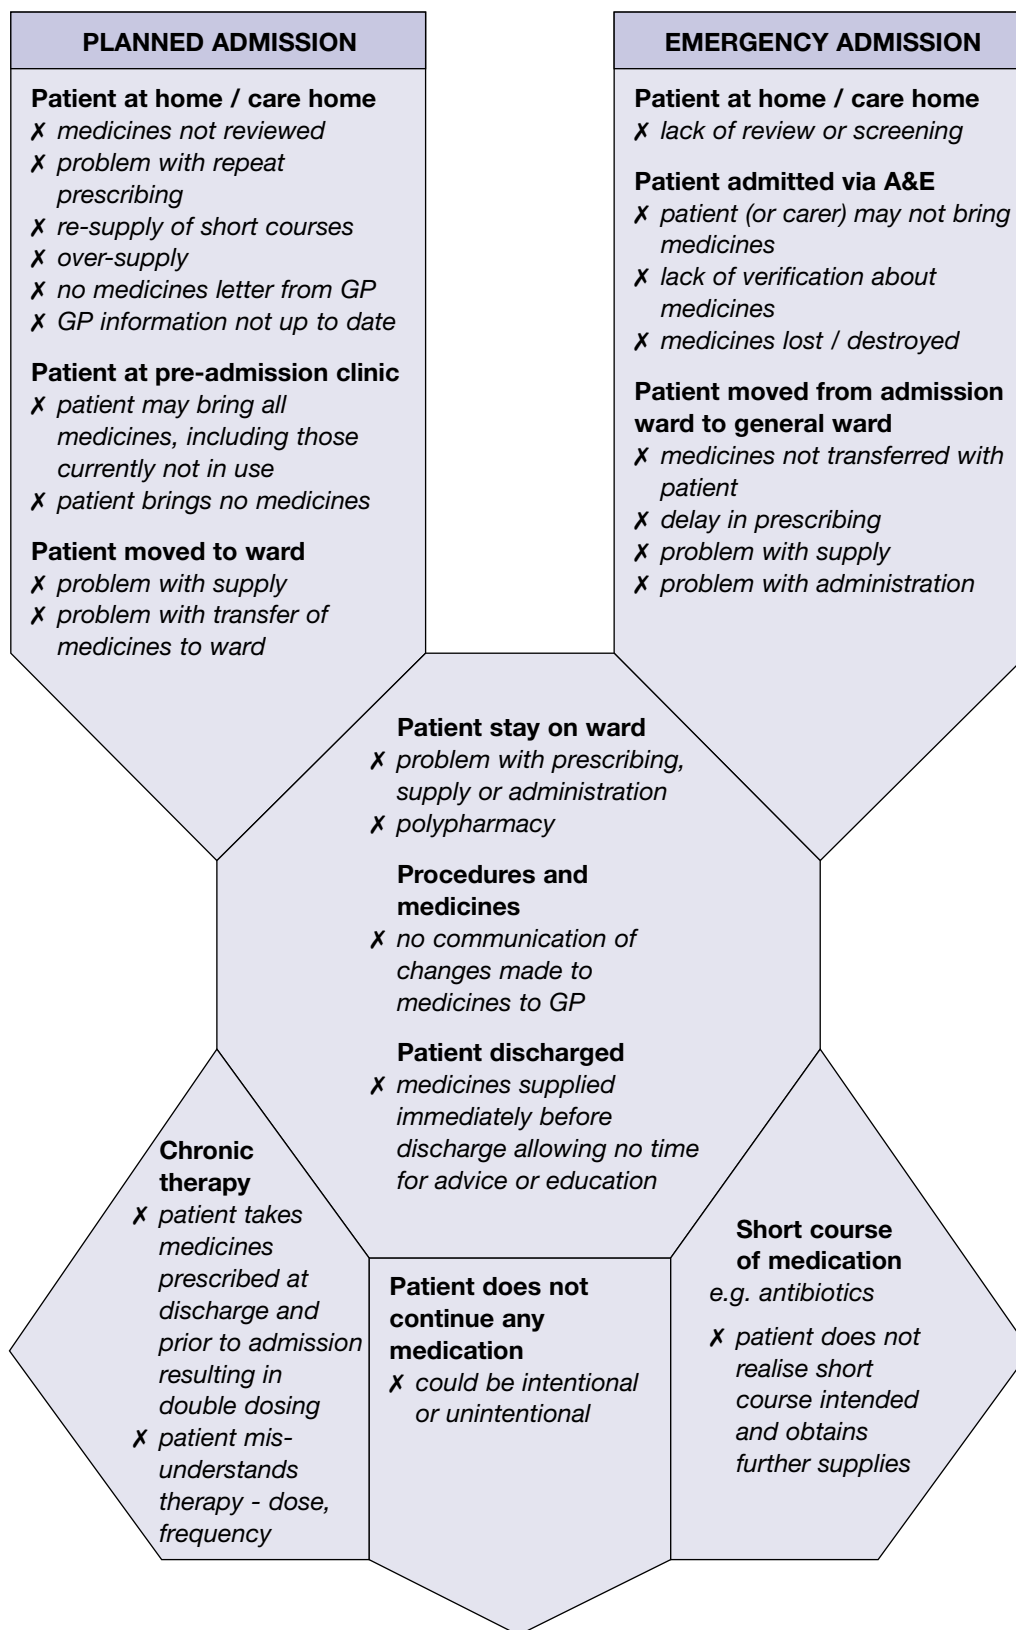 PLANNED ADMISSION
Patient at home / care home
✗ medicines not reviewed
✗ problem with repeat
prescribing
✗ re-supply of short courses
✗ over-supply
✗ no medicines letter from GP
✗ GP information not up to date
Patient at pre-admission clinic
✗ patient may bring all
medicines, including those
currently not in use
✗ patient brings no medicines
Patient moved to ward
✗ problem with supply
✗ problem with transfer of
medicines to ward
EMERGENCY ADMISSION
Patient at home / care home
✗ lack of review or screening
Patient admitted via A&E
✗ patient (or carer) may not bring
medicines
✗ lack of verification about
medicines
✗ medicines lost / destroyed
Patient moved from admission
ward to general ward
✗ medicines not transferred with
patient
✗ delay in prescribing
✗ problem with supply
✗ problem with administration
Patient stay on ward
✗ problem with prescribing,
supply or administration
✗ polypharmacy
Procedures and
medicines
✗ no communication of
changes made to
medicines to GP
Patient discharged
✗ medicines supplied
immediately before
discharge allowing no time
for advice or education
Chronic
therapy
✗ patient takes
medicines
prescribed at
discharge and
prior to admission
resulting in
double dosing
✗ patient mis-
understands
therapy - dose,
frequency
Patient does not
continue any
medication
✗ could be intentional
or unintentional
Short course
of medication
e.g. antibiotics
✗ patient does not
realise short
course intended
and obtains
further supplies